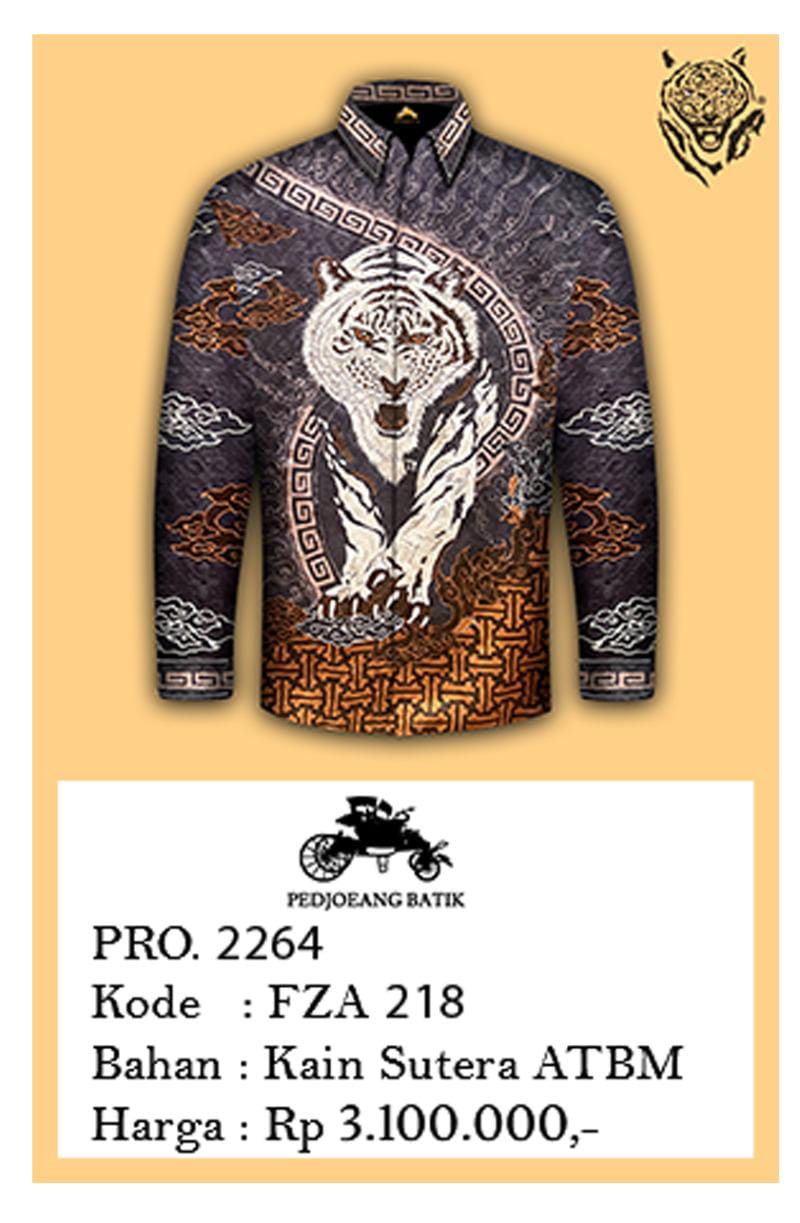 PEDJOEANG BATIK
PRO. 2264
Kode : FZA 218
Bahan : Kain Sutera ATBM
Harga : Rp 3.100.000,-